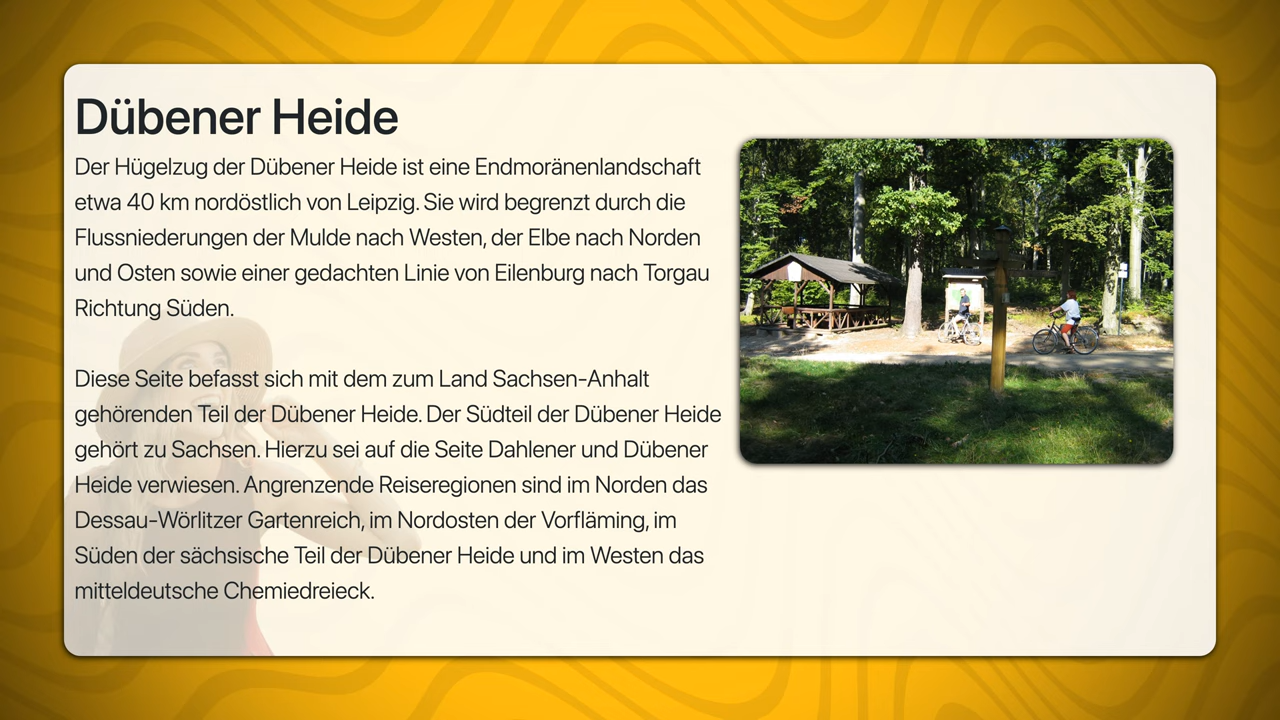 Dübener Heide
Der Hügelzug der Dübener Heide ist eine Endmoränenlandschaft
etwa 40 km nordöstlich von Leipzig. Sie wird begrenzt durch die
Flussniederungen der Mulde nach Westen, der Elbe nach Norden
und Osten sowie einer gedachten Linie von Eilenburg nach Torgau
Richtung Süden.
Diese Seite befasst sich mit dem zum Land Sachsen-Anhalt
gehörenden Teil der Dübener Heide. Der Südteil der Dübener Heide
gehört zu Sachsen. Hierzu sei auf die Seite Dahlener und Dübener
Heide verwiesen. Angrenzende Reiseregionen sind im Norden das
Dessau-Wörlitzer Gartenreich, im Nordosten der Vorfläming, im
Süden der sächsische Teil der Dübener Heide und im Westen das
mitteldeutsche Chemiedreieck.